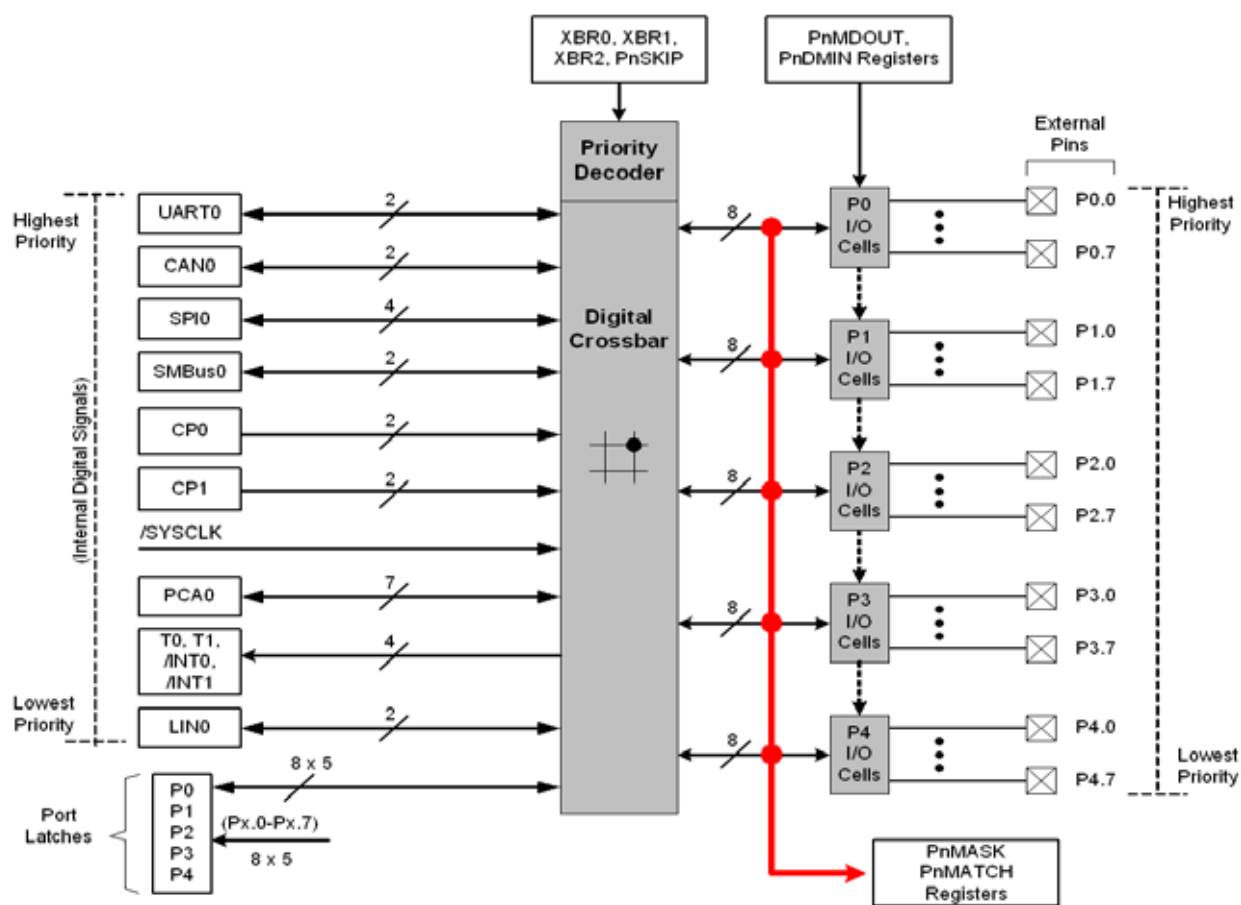 XBR0, XBR1,
XBR2, PnSKIP
PnMDOUT,
PnDMIN Registers
External
Pins
Priority
Decoder
Highest
Priority
(Internal Digital Signals)
Lowest
Priority
UART0
2
CAN0
2
SPI0
4
SMBus0
2
CP0
2
CP1
2
/SYSCLK
PCA0
7
T0, T1,
/INT0,
/INT1
4
LIN0
2
Port
Latches
P0
P1
P2
P3
P4
8 x 5
(Px.0-Px.7)
8 x 5
Digital
Crossbar
8
8
8
8
8
P0
I/O
Cells
P1
I/O
Cells
P2
I/O
Cells
P3
I/O
Cells
P4
I/O
Cells
P0.0
P0.7
P1.0
P1.7
P2.0
P2.7
P3.0
P3.7
P4.0
P4.7
Highest
Priority
Lowest
Priority
PnMASK
PnMATCH
Registers